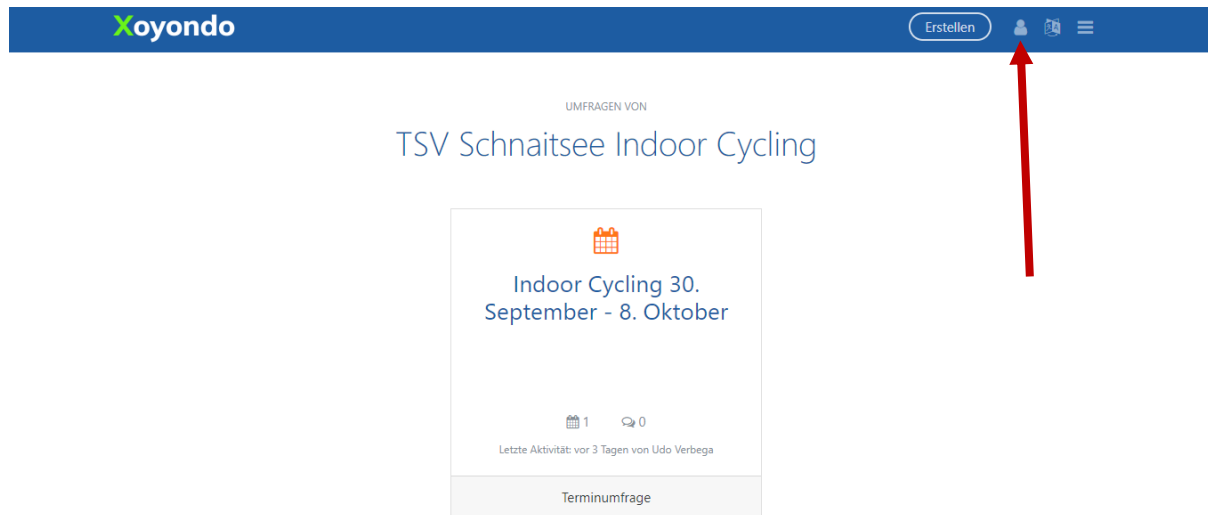 Xoyondo
Erstellen
UMFRAGEN VON
TSV Schnaitsee Indoor Cycling
Indoor Cycling 30.
September - 8. Oktober
1 0
Letzte Aktivität: vor 3 Tagen von Udo Verbega
Terminumfrage